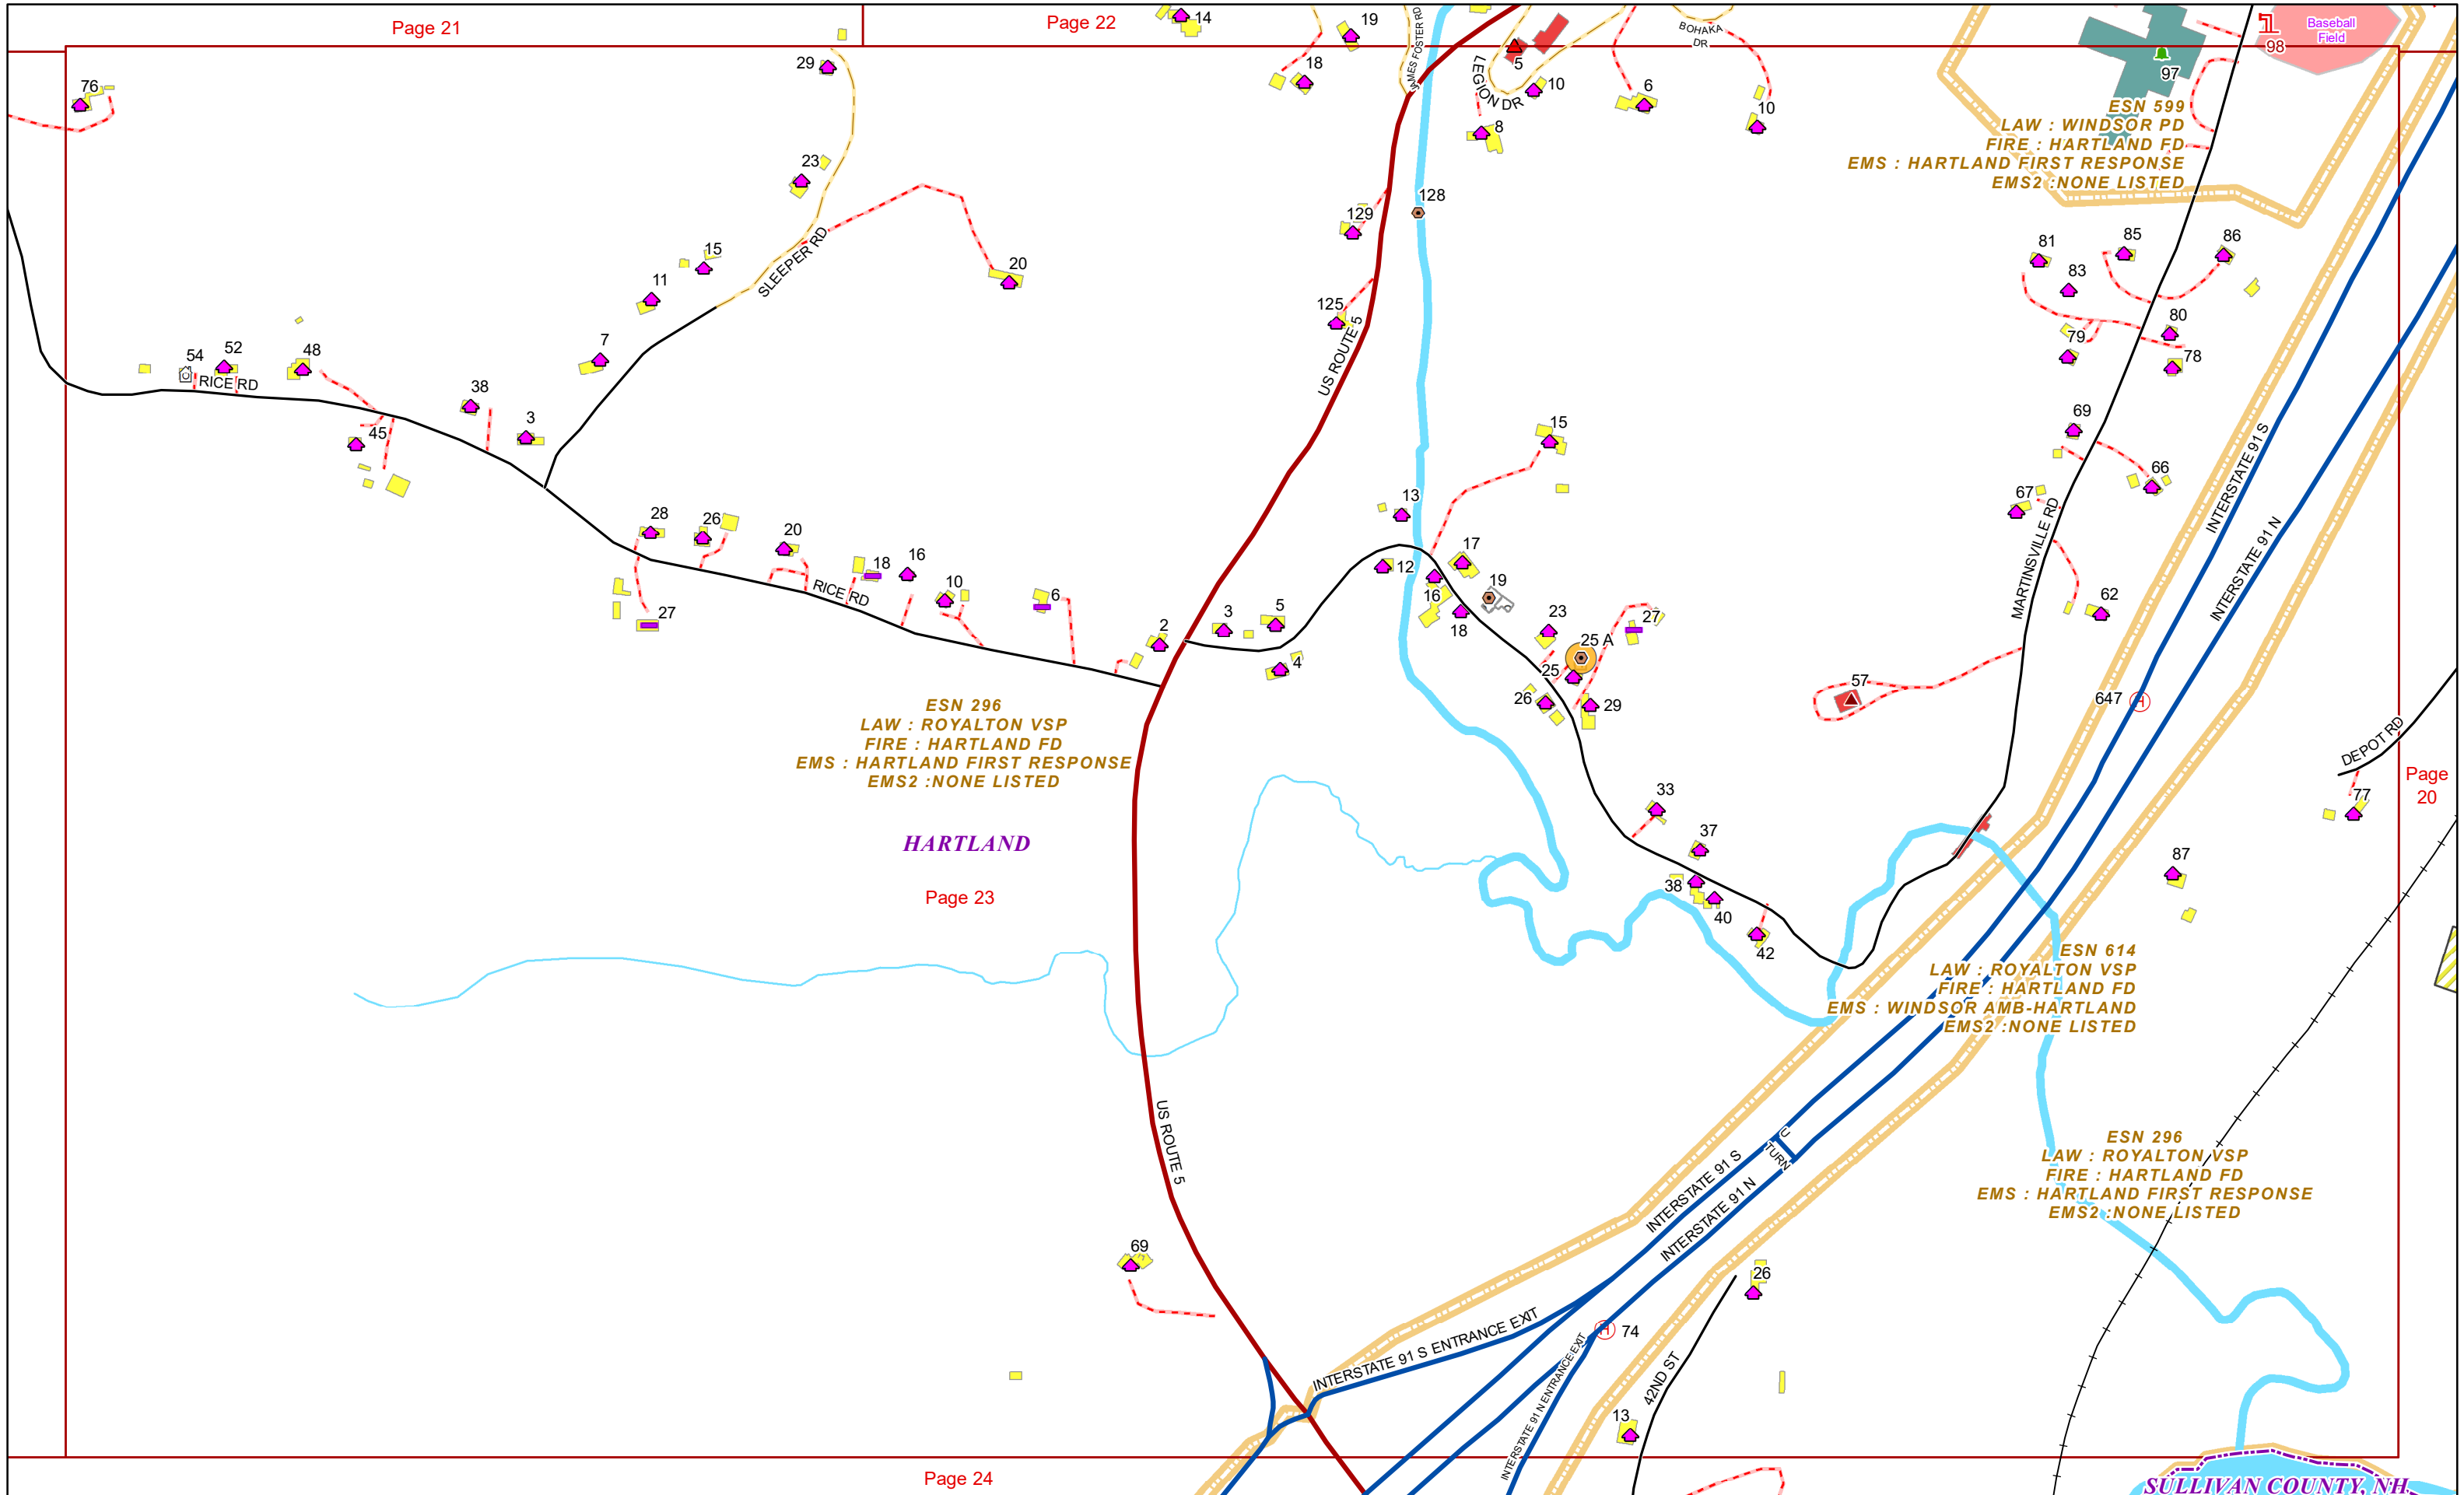 Page 21
Page 22
14
19
JAMES FOSTER RD
BOHAKA
DR
98
Baseball
Field
29
76
18
5
LEGION DR
10
6
10
97
8
ESN 599
LAW : WINDSOR PD
FIRE : HARTLAND FD
EMS : HARTLAND FIRST RESPONSE
EMS2 :NONE LISTED
23
128
129
15
SLEEPER RD
20
11
81
85
86
83
125
US ROUTE 5
7
80
79
78
54
52
48
RICE RD
38
3
45
15
69
INTERSTATE 91 S
66
67
13
28
26
20
INTERSTATE 91 N
MARTINSVILLE RD
18
16
17
12
RICE RD
10
6
19
16
18
62
2
3
5
4
27
23
27
25 A
25
26
29
57
647
ESN 296
LAW : ROYALTON VSP
FIRE : HARTLAND FD
EMS : HARTLAND FIRST RESPONSE
EMS2 :NONE LISTED
DEPOT RD
Page
20
77
33
37
HARTLAND
87
38
40
Page 23
42
ESN 614
LAW : ROYALTON VSP
FIRE : HARTLAND FD
EMS : WINDSOR AMB-HARTLAND
EMS2 :NONE LISTED
US ROUTE 5
U
TURN
ESN 296
LAW : ROYALTON VSP
FIRE : HARTLAND FD
EMS : HARTLAND FIRST RESPONSE
EMS2 :NONE LISTED
INTERSTATE 91 S
INTERSTATE 91 N
69
26
INTERSTATE 91 S ENTRANCE EXIT
74
INTERSTATE 91 N ENTRANCE EXIT
42ND ST
13
Page 24
SULLIVAN COUNTY, NH